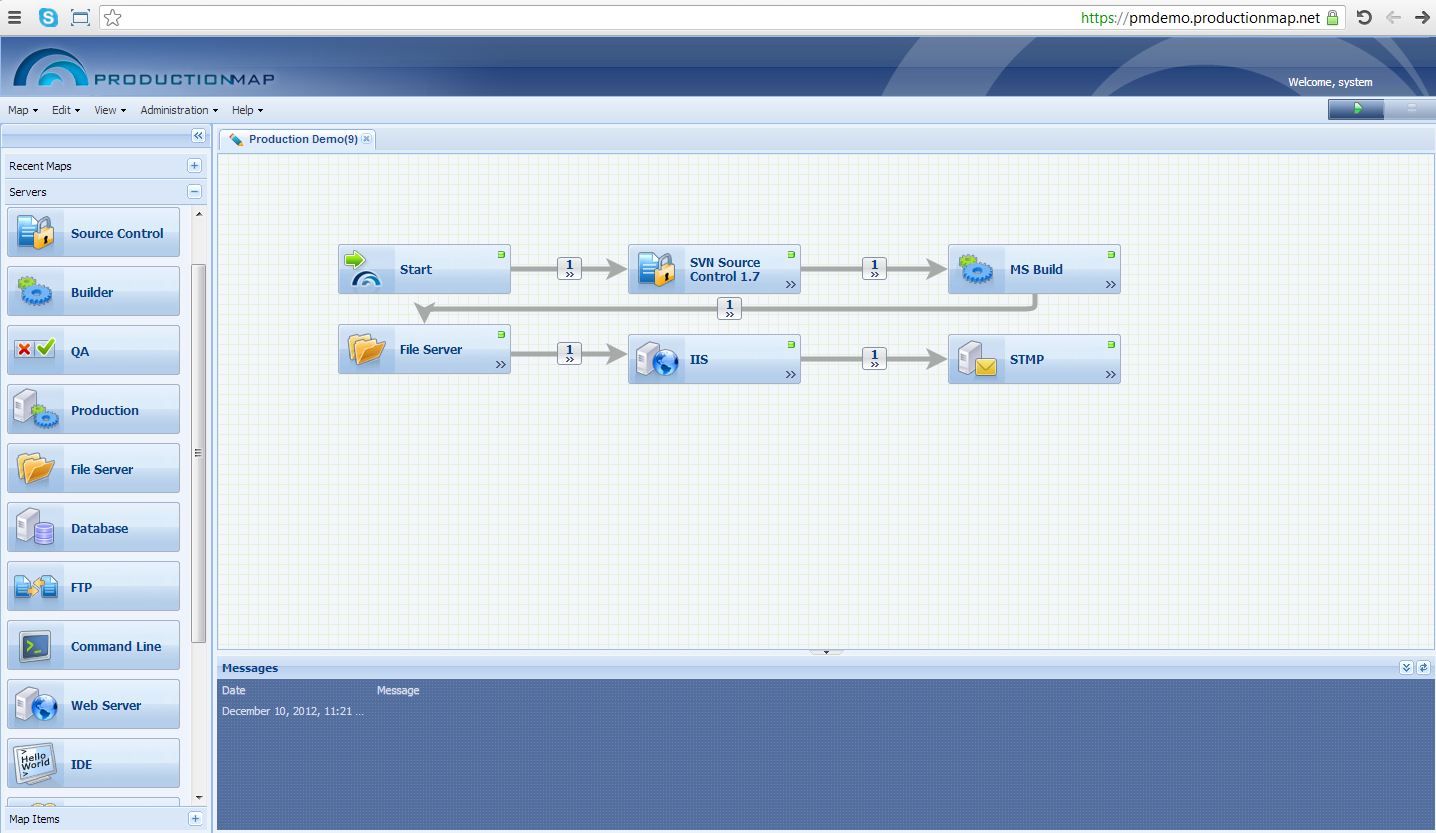 https://pmdemo.productionmap.net
PRODUCTIONMAP
Welcome, system
Map Edit View Administration Help
Production Demo(9)
Recent Maps
Servers
Source Control
Builder
QA
Production
File Server
Database
FTP
Command Line
Web Server
Hello
World
IDE
Map Items
Start
1
SVN Source
Control 1.7
1
MS Build
1
File Server
1
IIS
1
STMP
Messages
Date Message
December 10, 2012, 11:21 ...